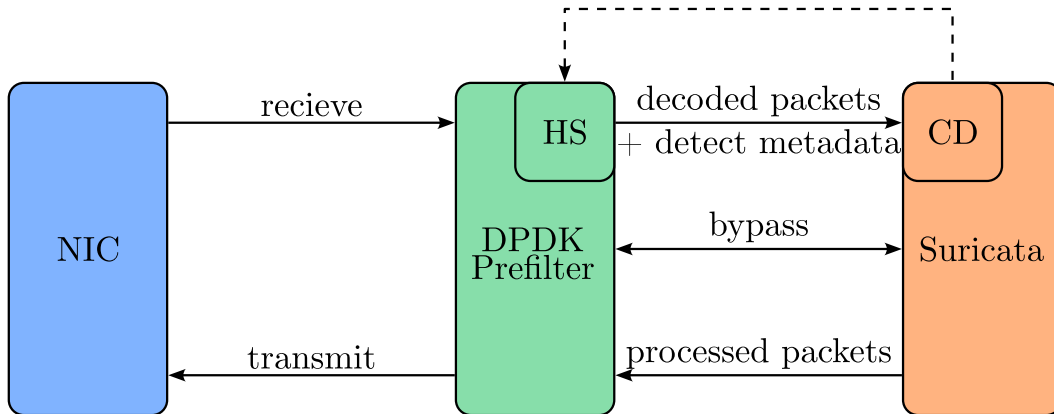 recieve
HS
decoded packets
+ detect metadata
CD
NIC
DPDK
Prefilter
bypass
Suricata
transmit
processed packets